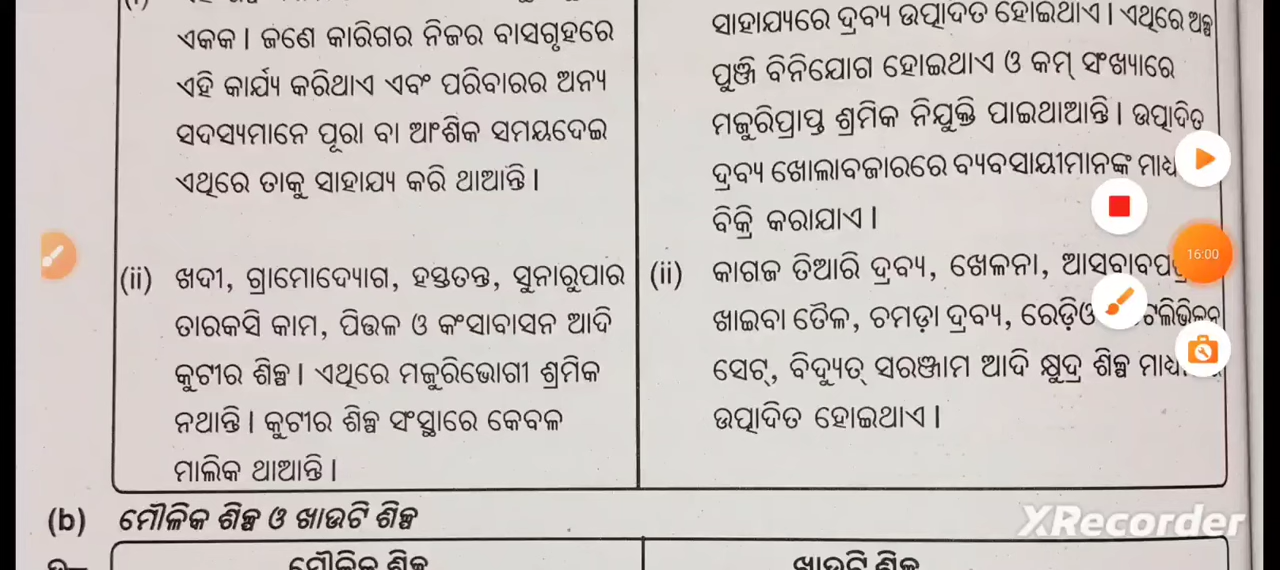 ଏକକ । ଜଣେ କାରିଗର ନିଜର ବାସଗୃହରେ
ଏହି କାର୍ଯ୍ୟ କରିଥାଏ ଏବଂ ପରିବାରର ଅନ୍ୟ
ସଦସ୍ୟମାନେ ପୂରା ବା ଆଂଶିକ ସମୟଦେଇ
ଏଥିରେ ତାକୁ ସାହାଯ୍ୟ କରି ଥାଆନ୍ତି ।
(ii) ଖଦୀ, ଗ୍ରାମୋଦ୍ୟୋଗ, ହସ୍ତତନ୍ତ, ସୁନାରୁପାର
ତାରକସି କାମ, ପିତ୍ତଳ ଓ କଂସାବାସନ ଆଦି
କୁଟୀର ଶିଳ୍ପ । ଏଥିରେ ମଜୁରିଭୋଗୀ ଶ୍ରମିକ
ନଥାନ୍ତି । କୁଟୀର ଶିଳ୍ପ ସଂସ୍ଥାରେ କେବଳ
ମାଲିକ ଥାଆନ୍ତି ।
ସାହାଯ୍ୟରେ ଦ୍ରବ୍ୟ ଉତ୍ପାଦିତ ହୋଇଥାଏ । ଏଥିରେ ଅଳ୍ପ
ପୁଞ୍ଜି ବିନିଯୋଗ ହୋଇଥାଏ ଓ କମ୍ ସଂଖ୍ୟାରେ
ମଜୁରିପ୍ରାପ୍ତ ଶ୍ରମିକ ନିଯୁକ୍ତି ପାଇଥାଆନ୍ତି । ଉତ୍ପାଦିତ
ଦ୍ରବ୍ୟ ଖୋଲାବଜାରରେ ବ୍ୟବସାୟୀମାନଙ୍କ
ବିକ୍ରି କରାଯାଏ ।
(ii) କାଗଜ ତିଆରି ଦ୍ରବ୍ୟ, ଖେଳନା,
ଖାଇବା ତୈଳ, ଚମଡ଼ା ଦ୍ରବ୍ୟ, ରେଡ଼ିଓ
ସେଟ୍, ବିଦ୍ୟୁତ୍ ସରଞ୍ଜାମ ଆଦି କ୍ଷୁଦ୍ର ଶିଳ୍ପ
ଉତ୍ପାଦିତ ହୋଇଥାଏ ।
16:00
(b) ମୌଳିକ ଶିଳ୍ପ ଓ ଖାଉଟି ଶିଳ୍ପ
ମୌଳିକ ଶିଳ୍ପ
ଖାଉଟି ଶିଳ୍ପ
XRecorder